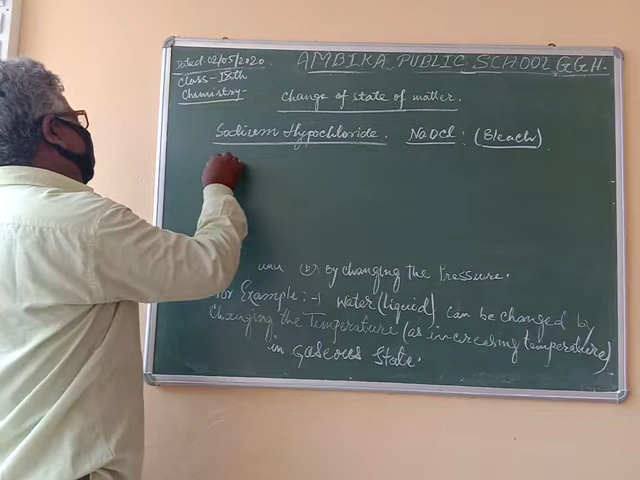 Dated-02/05/2020
AMBIKA PUBLIC SCHOOL G.G.H.
Class-IXth
Chemistry-
Change of state of matter.
Sodium Hypochloride. NaOCl : (Bleach)
(b) By changing the Pressure.
For Example:-1 Water (liquid) can be changed by
changing the Temperature (as increasing temperature)
in gaseous state.